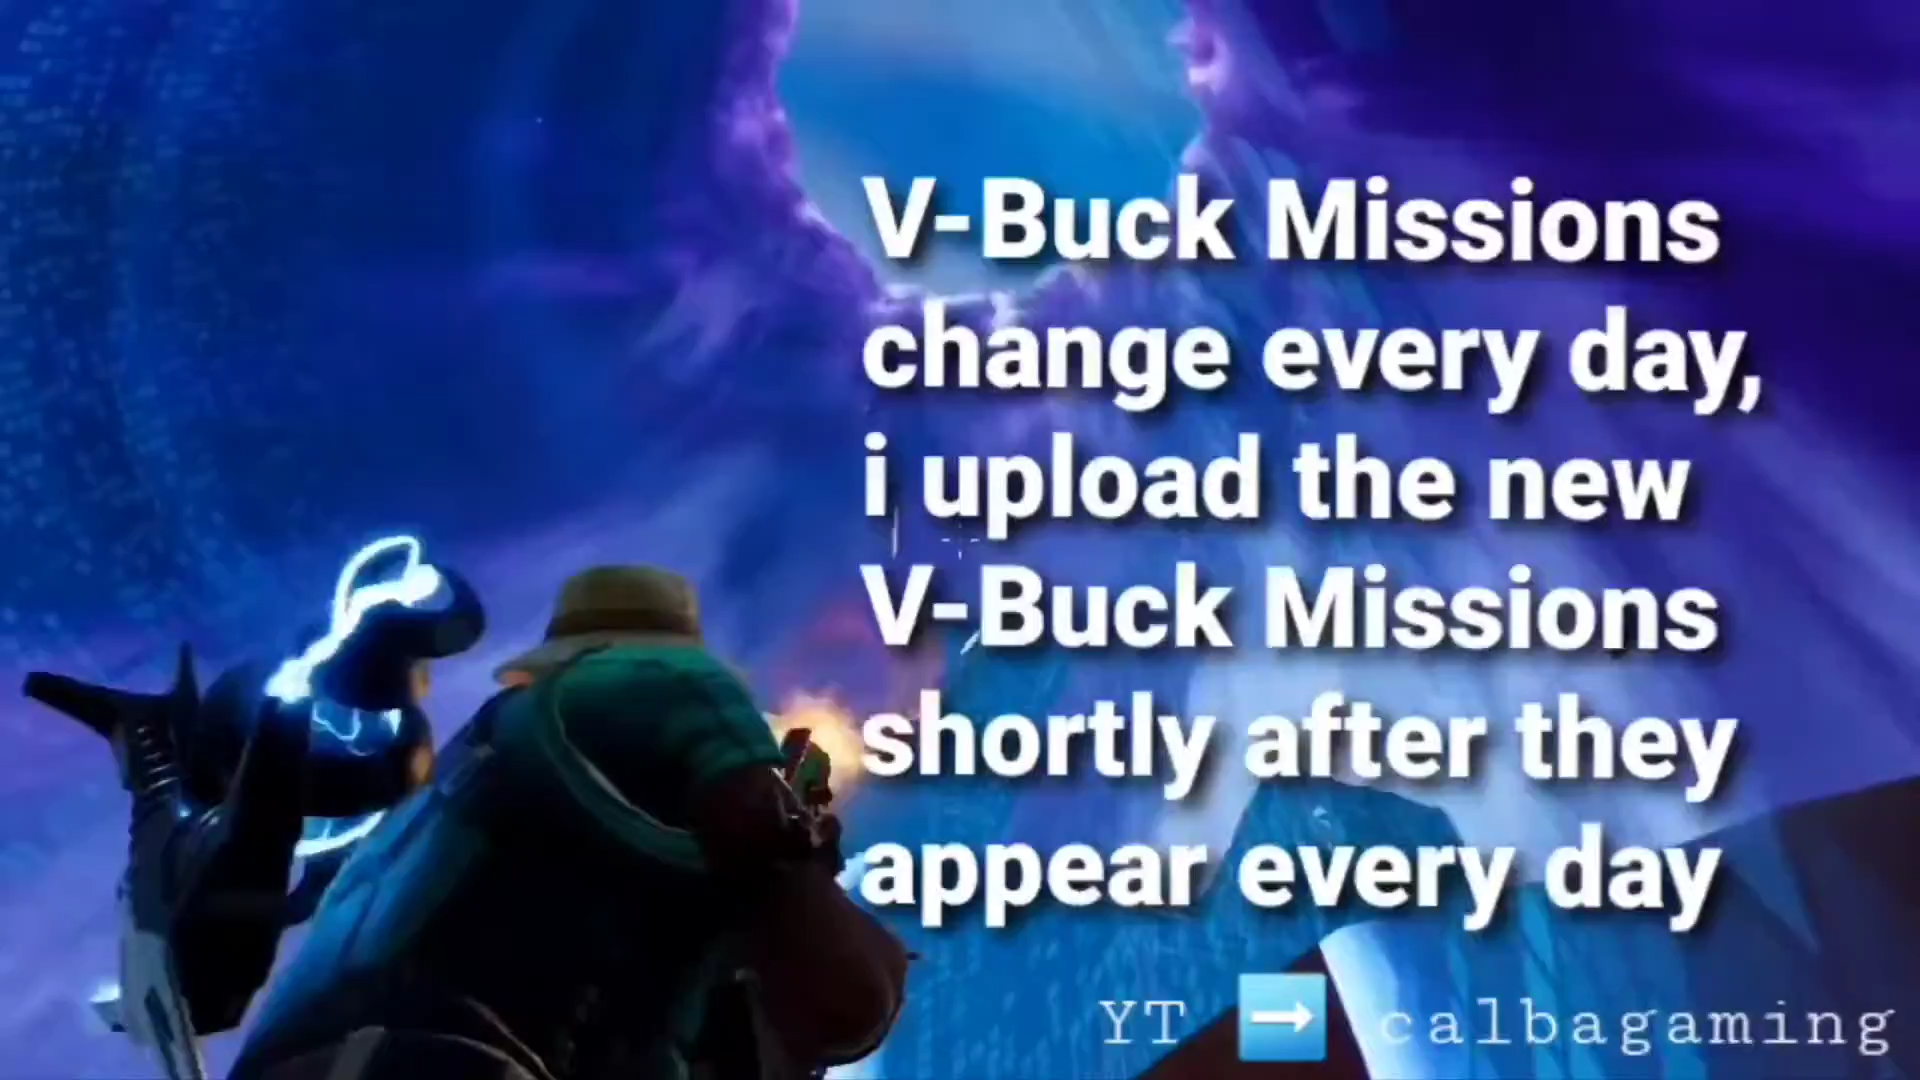 V-Buck Missions
change every day,
i upload the new
V-Buck Missions
shortly after they
appear every day
YT ➡ calbagaming